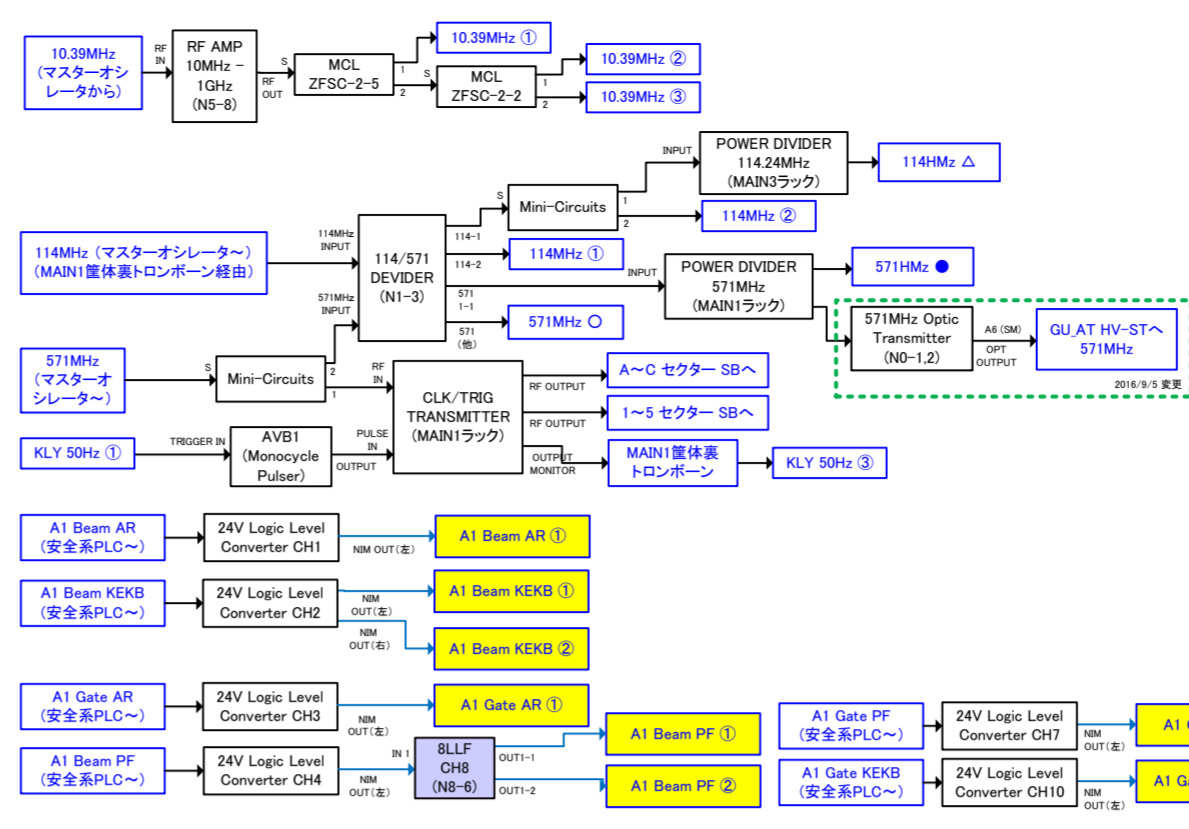 10.39MHz
(マスターオシ
レータから)
RF
IN
RF AMP
10MHz -
1GHz
(N5-8)
RF
OUT
S
MCL
ZFSC-2-5
1
2
10.39MHz ①
S
MCL
ZFSC-2-2
1
2
10.39MHz ②
10.39MHz ③
114MHz (マスターオシレータ~)
(MAIN1筐体裏トロンボーン経由)
114MHz
INPUT
571MHz
INPUT
114/571
DEVIDER
(N1-3)
114-1
114-2
571
1-1
571
(他)
S
Mini-Circuits
1
2
INPUT
POWER DIVIDER
114.24MHz
(MAIN3ラック)
114HMz △
114MHz ②
114MHz ①
INPUT
POWER DIVIDER
571MHz
(MAIN1ラック)
571HMz ●
571MHz ○
571MHz Optic
Transmitter
(N0-1,2)
A6 (SM)
OPT
OUTPUT
GU_AT HV-STへ
571MHz
2016/9/5 変更
571MHz
(マスターオ
シレータ~)
S
Mini-Circuits
2
1
RF
IN
CLK/TRIG
TRANSMITTER
(MAIN1ラック)
RF OUTPUT
A~C セクター SBへ
RF OUTPUT
1~5 セクター SBへ
OUTPUT
MONITOR
MAIN1筐体裏
トロンボーン
KLY 50Hz ③
KLY 50Hz ①
TRIGGER IN
AVB1
(Monocycle
Pulser)
OUTPUT
PULSE
IN
A1 Beam AR
(安全系PLC~)
24V Logic Level
Converter CH1
NIM OUT(左)
A1 Beam AR ①
A1 Beam KEKB
(安全系PLC~)
24V Logic Level
Converter CH2
NIM
OUT(左)
NIM
OUT(右)
A1 Beam KEKB ①
A1 Beam KEKB ②
A1 Gate AR
(安全系PLC~)
24V Logic Level
Converter CH3
NIM
OUT(左)
A1 Gate AR ①
A1 Beam PF
(安全系PLC~)
24V Logic Level
Converter CH4
NIM
OUT(左)
IN 1
8LLF
CH8
(N8-6)
OUT1-1
OUT1-2
A1 Beam PF ①
A1 Beam PF ②
A1 Gate PF
(安全系PLC~)
24V Logic Level
Converter CH7
NIM
OUT(左)
A1
A1 Gate KEKB
(安全系PLC~)
24V Logic Level
Converter CH10
NIM
OUT(左)
A1